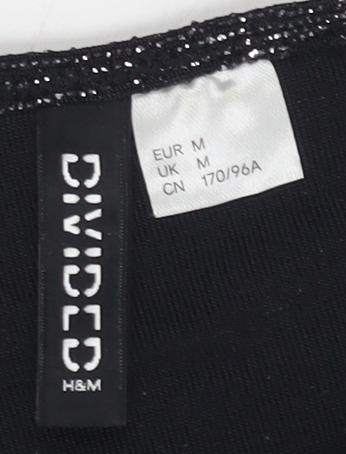 DIVIDED
H&M
EUR M
UK M
CN 170/96A